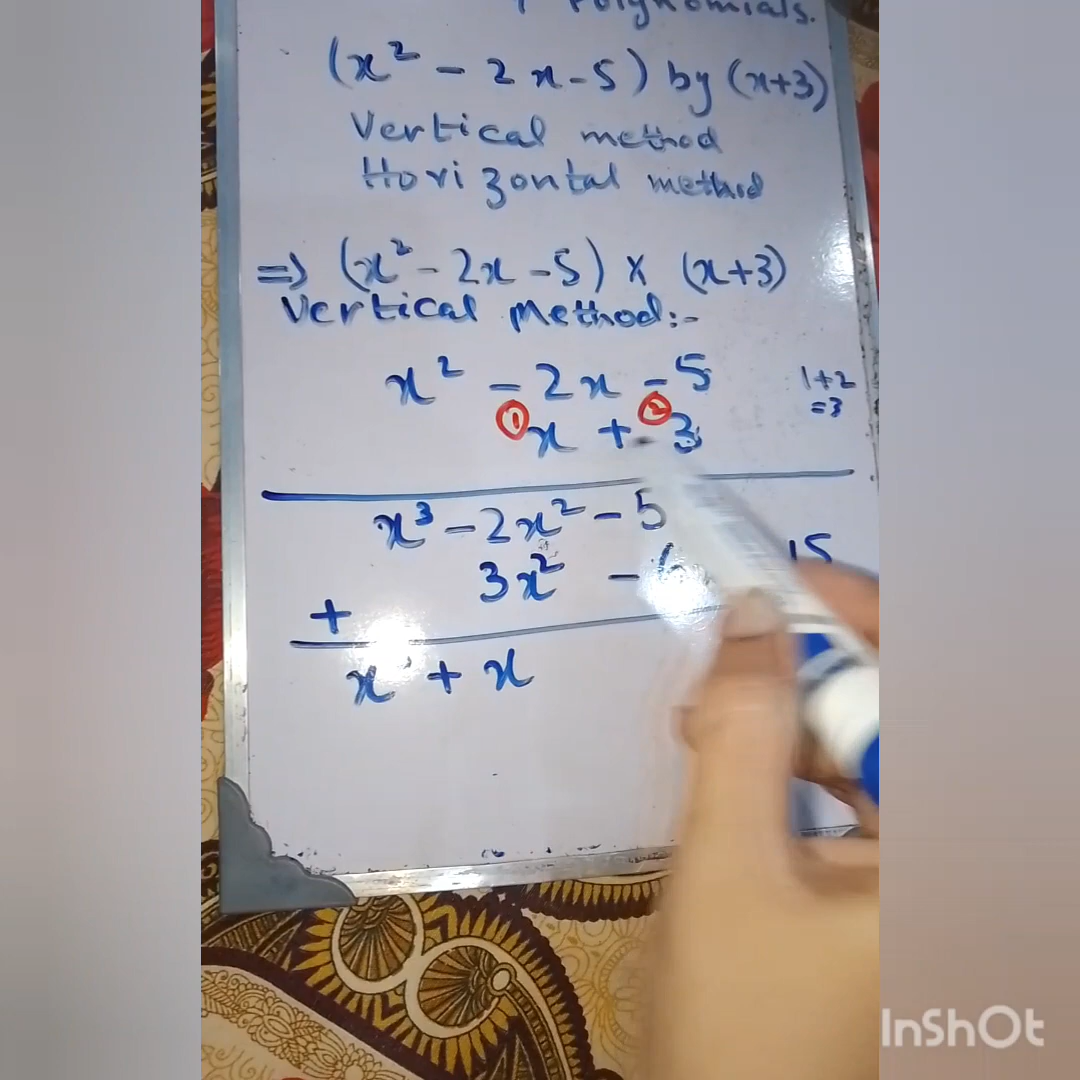 Polynomials.
(x² - 2x - 5) by (x+3)
Vertical method
Horizontal method
=> (x² - 2x - 5) × (x+3)
Vertical Method:-
x² - 2x - 5
1+2
=3
① x + ② 3
x³ - 2x² - 5
3x² - 6 15
+
x + x
InShOt